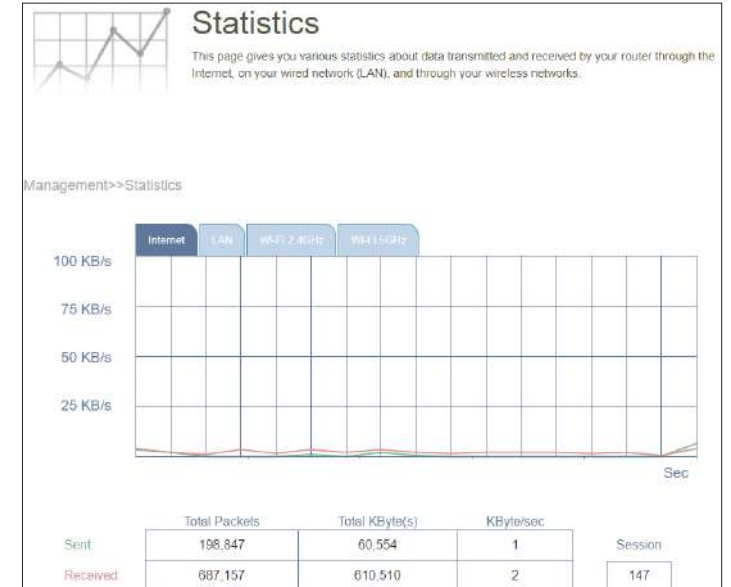 Statistics
This page gives you various statistics about data transmitted and received by your router through the
Internet, on your wired network (LAN), and through your wireless networks.
Management>>Statistics
Internet LAN Wi-Fi 2.4GHz Wi-Fi 5GHz
100 KB/s
75 KB/s
50 KB/s
25 KB/s
Sec
Total Packets Total KByte(s) KByte/sec
Sent: 198,847 60,554 1 Session
Received: 687,157 610,510 2 147